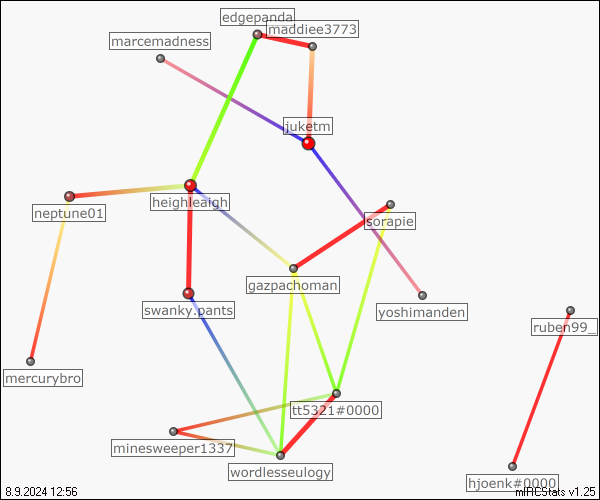 edgepanda
maddiee3773
marcemadness
juketm
heighleaigh
neptune01
sorapie
gazpachoman
swanky.pants
yoshimanden
ruben99_
mercurybro
tt5321#0000
minesweeper1337
wordlesseulogy
hjoenk#0000
8.9.2024 12:56
mIRCStats v1.25